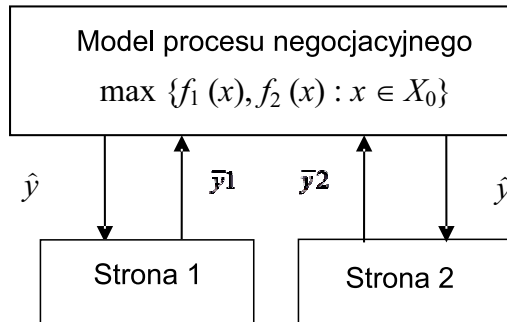 Model procesu negocjacyjnego
max {f₁ (x), f₂ (x) : x ∈ X₀}
ŷ ȳ1 ȳ2 ŷ
Strona 1 Strona 2